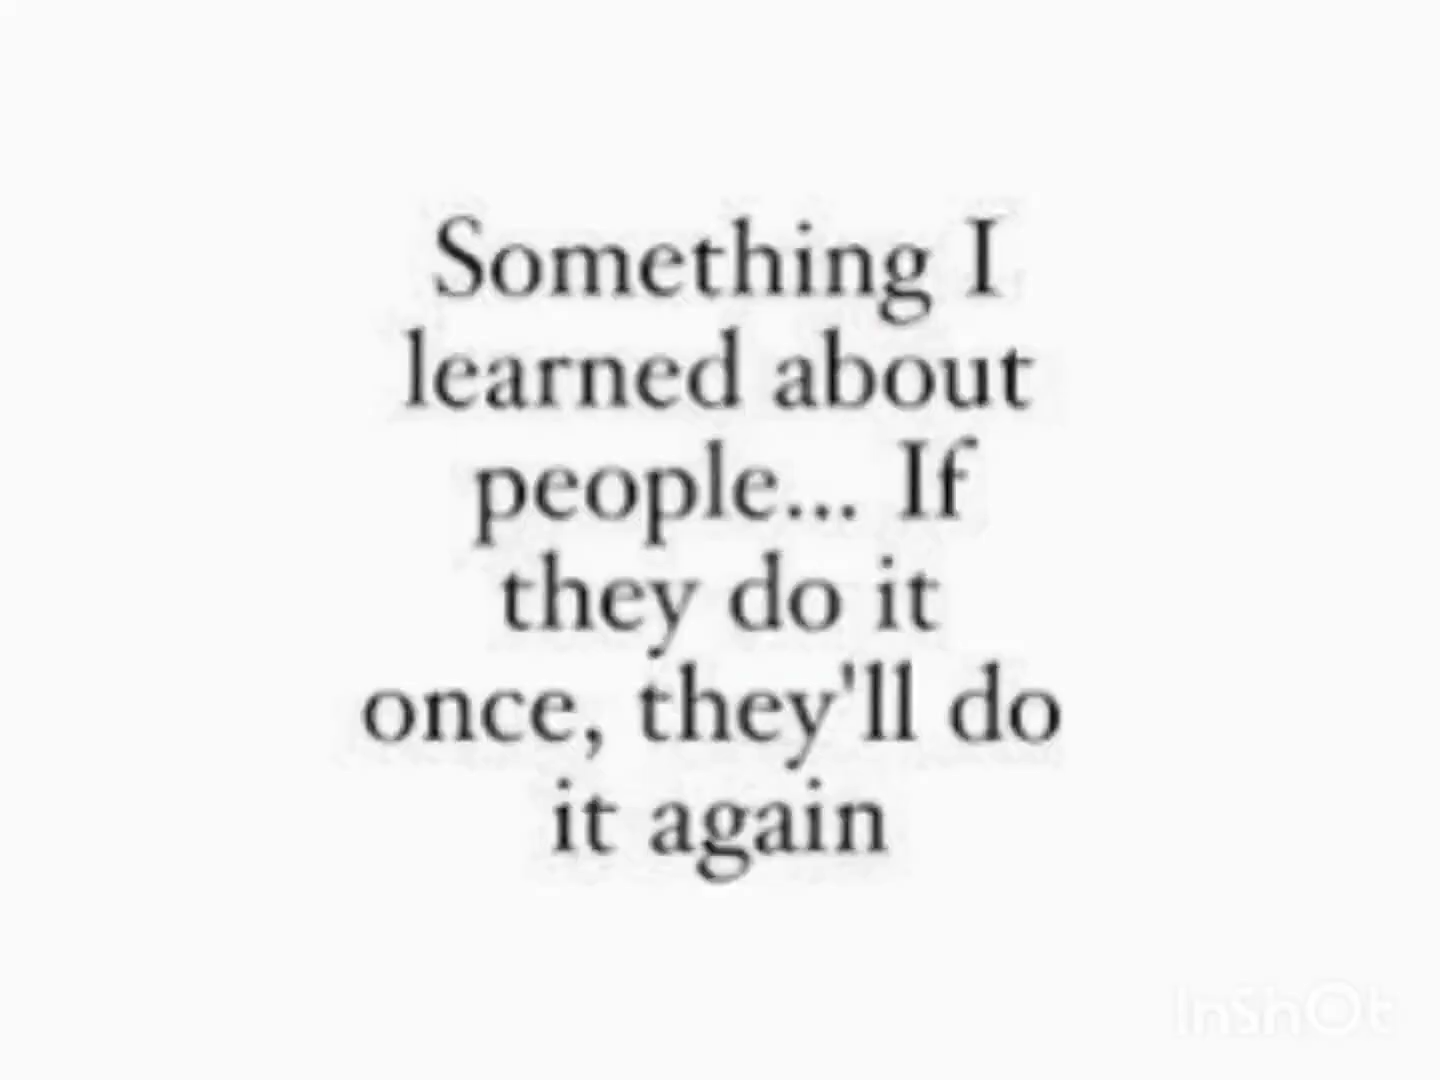 Something I
learned about
people... If
they do it
once, they'll do
it again
InShOt